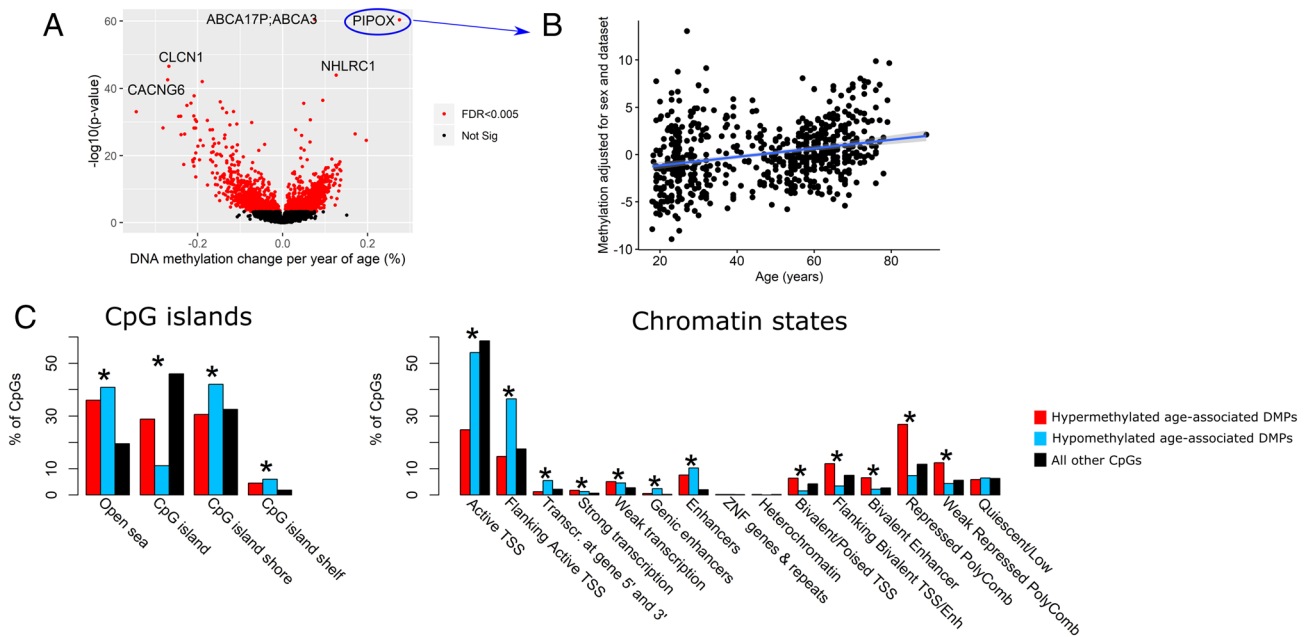 A
ABCA17P;ABCA3
PIPOX
CLCN1
NHLRC1
CACNG6
60
40
20
0
-log10(p-value)
-0.2
0.0
0.2
DNA methylation change per year of age (%)
FDR<0.005
Not Sig
B
Methylation adjusted for sex and dataset
10
5
0
-5
-10
20
40
60
80
Age (years)
C
CpG islands
% of CpGs
50
30
10
0
*
*
*
*
Open sea
CpG island
CpG island shore
CpG island shelf
Chromatin states
% of CpGs
50
30
10
0
*
*
*
*
*
*
*
*
*
*
*
*
Active TSS
Flanking Active TSS
Transcr. at gene 5' and 3'
Strong transcription
Weak transcription
Genic enhancers
Enhancers
ZNF genes & repeats
Heterochromatin
Bivalent/Poised TSS
Flanking Bivalent TSS/Enh
Bivalent Enhancer
Repressed PolyComb
Weak Repressed PolyComb
Quiescent/Low
Hypermethylated age-associated DMPs
Hypomethylated age-associated DMPs
All other CpGs